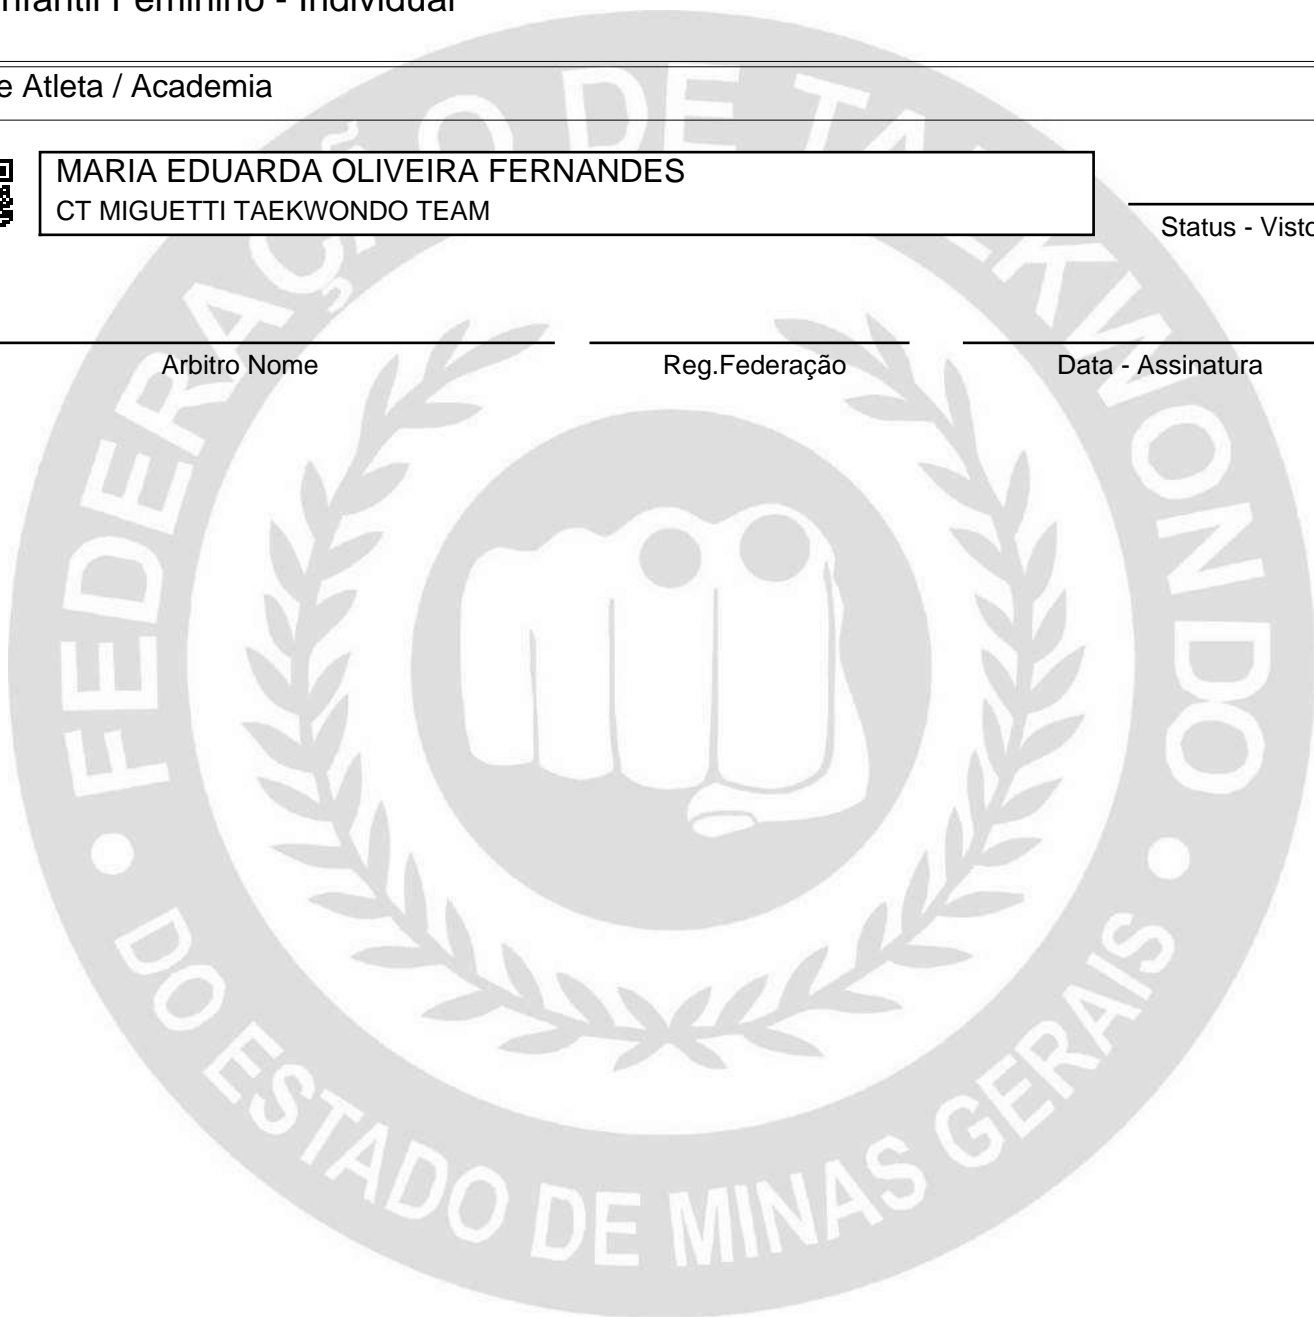 nfantil Feminino - Individual
e Atleta / Academia
MARIA EDUARDA OLIVEIRA FERNANDES
CT MIGUETTI TAEKWONDO TEAM
Status - Visto
Arbitro Nome
Reg.Federação
Data - Assinatura
FEDERAÇÃO DE TAEKWONDO
DO ESTADO DE MINAS GERAIS